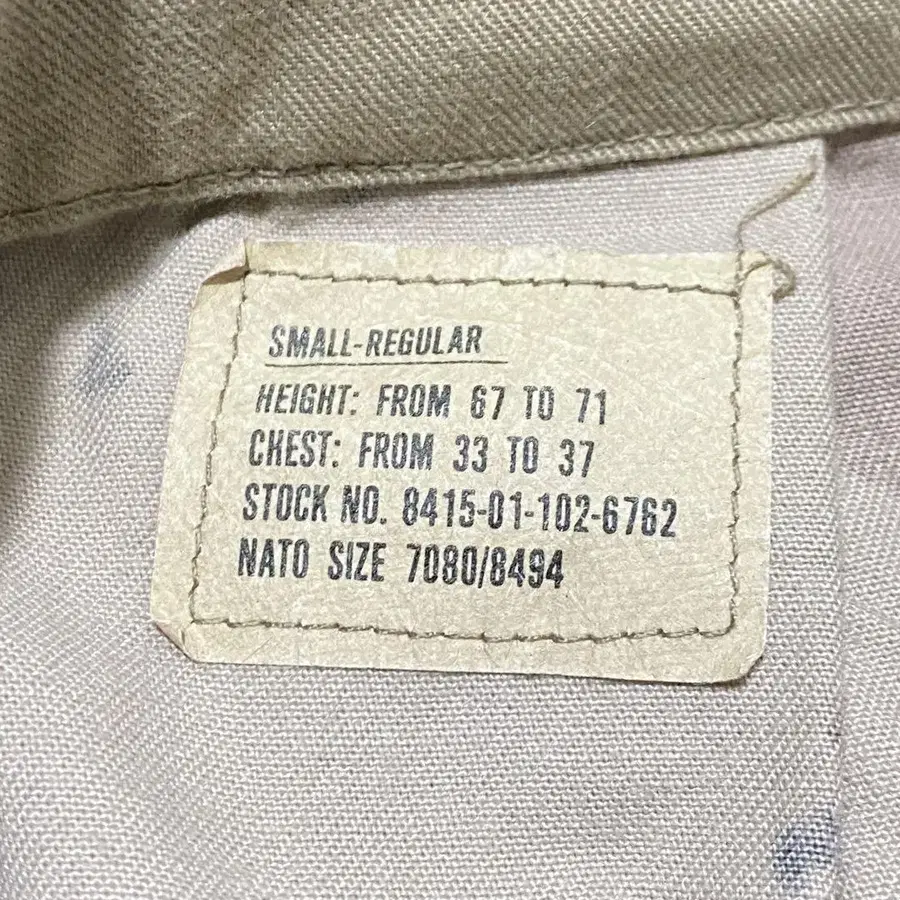 SMALL-REGULAR
HEIGHT: FROM 67 TO 71
CHEST: FROM 33 TO 37
STOCK NO. 8415-01-102-6762
NATO SIZE 7080/8494